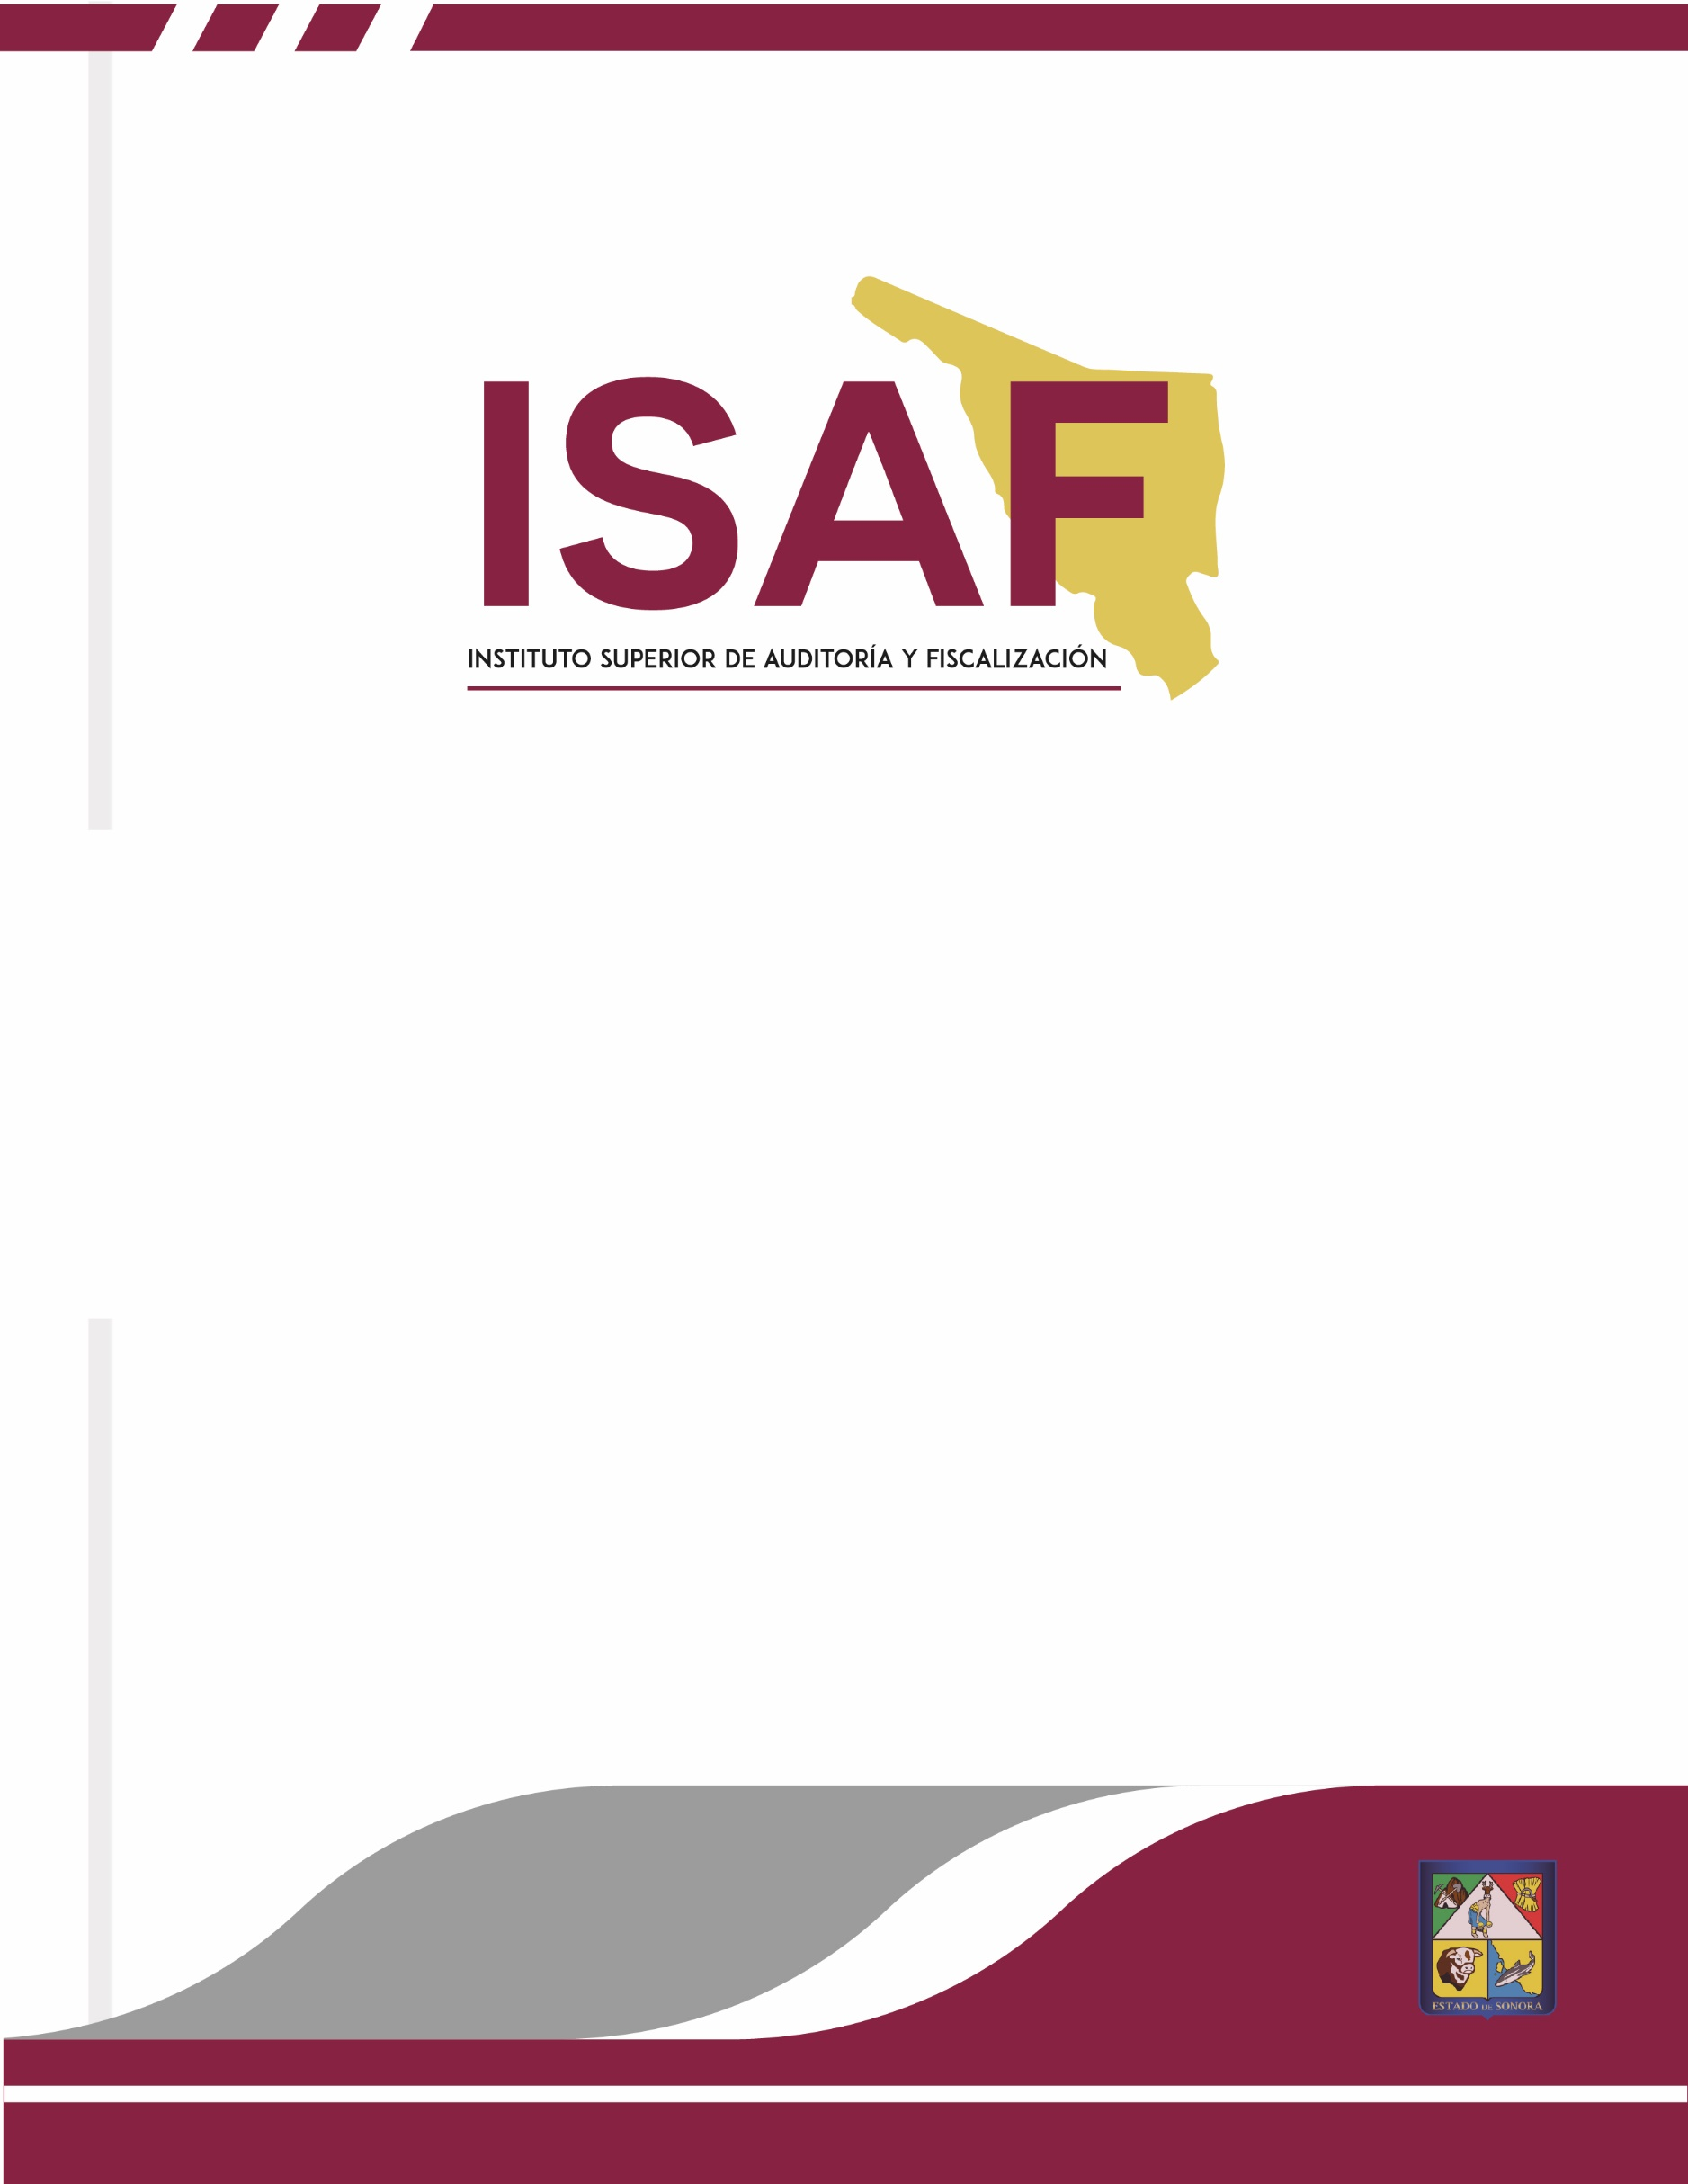 ISAF
INSTITUTO SUPERIOR DE AUDITORÍA Y FISCALIZACIÓN
ESTADO DE SONORA